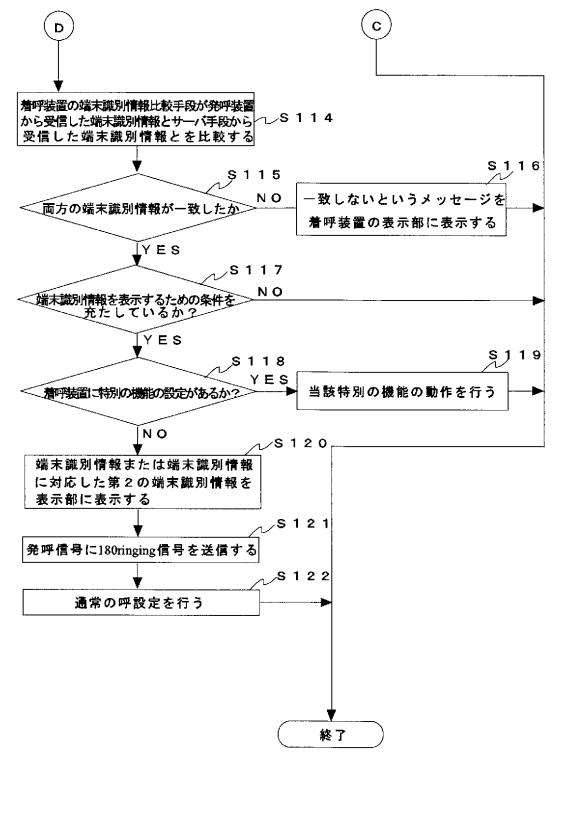 D
C
着呼装置の端末識別情報比較手段が発呼装置
から受信した端末識別情報とサーバ手段から
受信した端末識別情報とを比較する
S114
S115
両方の端末識別情報が一致したか
NO
S116
一致しないというメッセージを
着呼装置の表示部に表示する
YES
S117
端末識別情報を表示するための条件を
充たしているか?
NO
YES
S118
着呼装置に特別の機能の設定があるか?
YES
S119
当該特別の機能の動作を行う
NO
S120
端末識別情報または端末識別情報
に対応した第2の端末識別情報を
表示部に表示する
S121
発呼信号に180ringing信号を送信する
S122
通常の呼設定を行う
終了